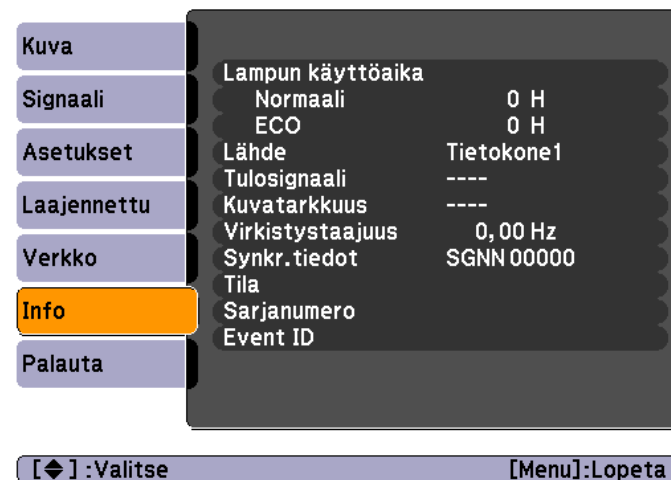 Kuva
Signaali
Asetukset
Laajennettu
Verkko
Info
Palauta
Lampun käyttöaika
Normaali 0 H
ECO 0 H
Lähde Tietokone1
Tulosignaali ----
Kuvatarkkuus ----
Virkistystaajuus 0,00 Hz
Synkr.tiedot SGNN 00000
Tila
Sarjanumero
Event ID
[◆] :Valitse [Menu]:Lopeta